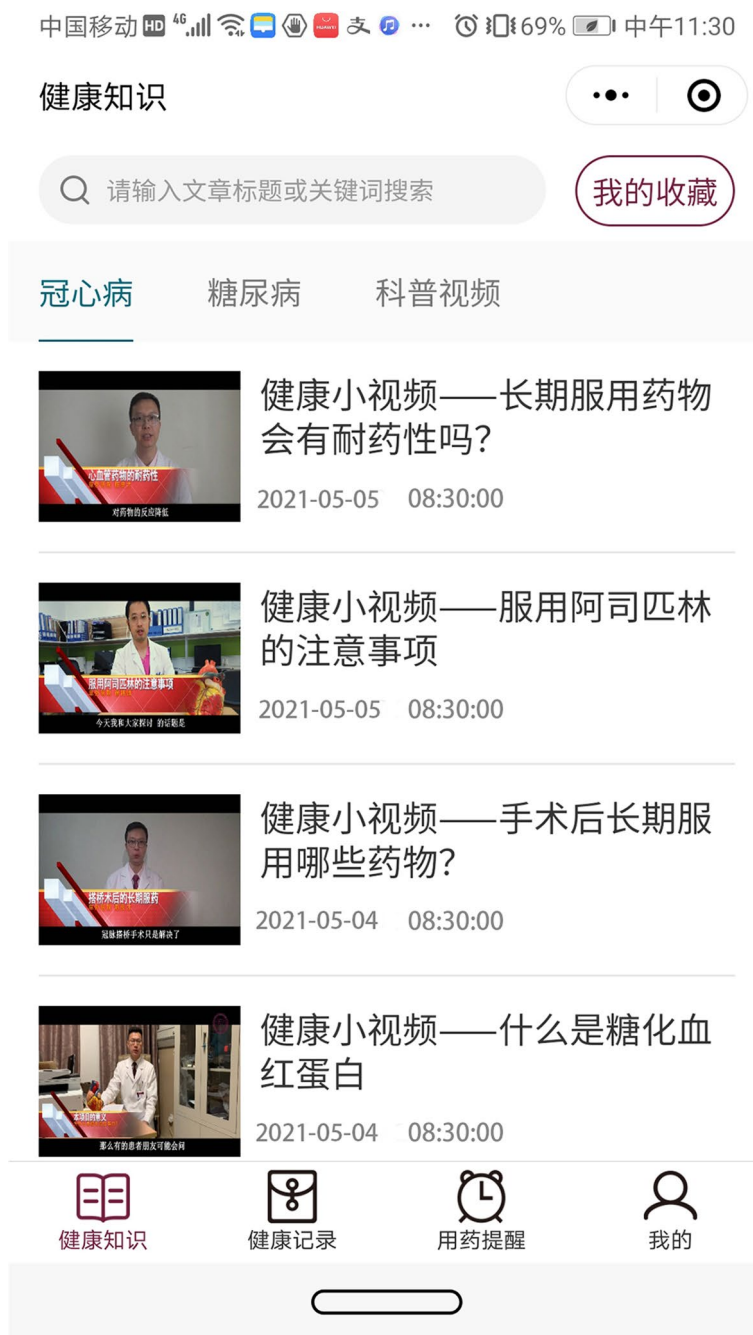 中国移动 HD 4G 69% 中午11:30
健康知识
请输入文章标题或关键词搜索
我的收藏
冠心病 糖尿病 科普视频
心血管药物的耐药性
对药物的反应降低
健康小视频——长期服用药物
会有耐药性吗?
2021-05-05 08:30:00
服用阿司匹林的注意事项
今天我和大家探讨 的话题是
健康小视频——服用阿司匹林
的注意事项
2021-05-05 08:30:00
搭桥术后的长期服药
冠脉搭桥手术只是解决了
健康小视频——手术后长期服
用哪些药物?
2021-05-04 08:30:00
本项目的意义
那么有的患者朋友可能会问
健康小视频——什么是糖化血
红蛋白
2021-05-04 08:30:00
健康知识 健康记录 用药提醒 我的